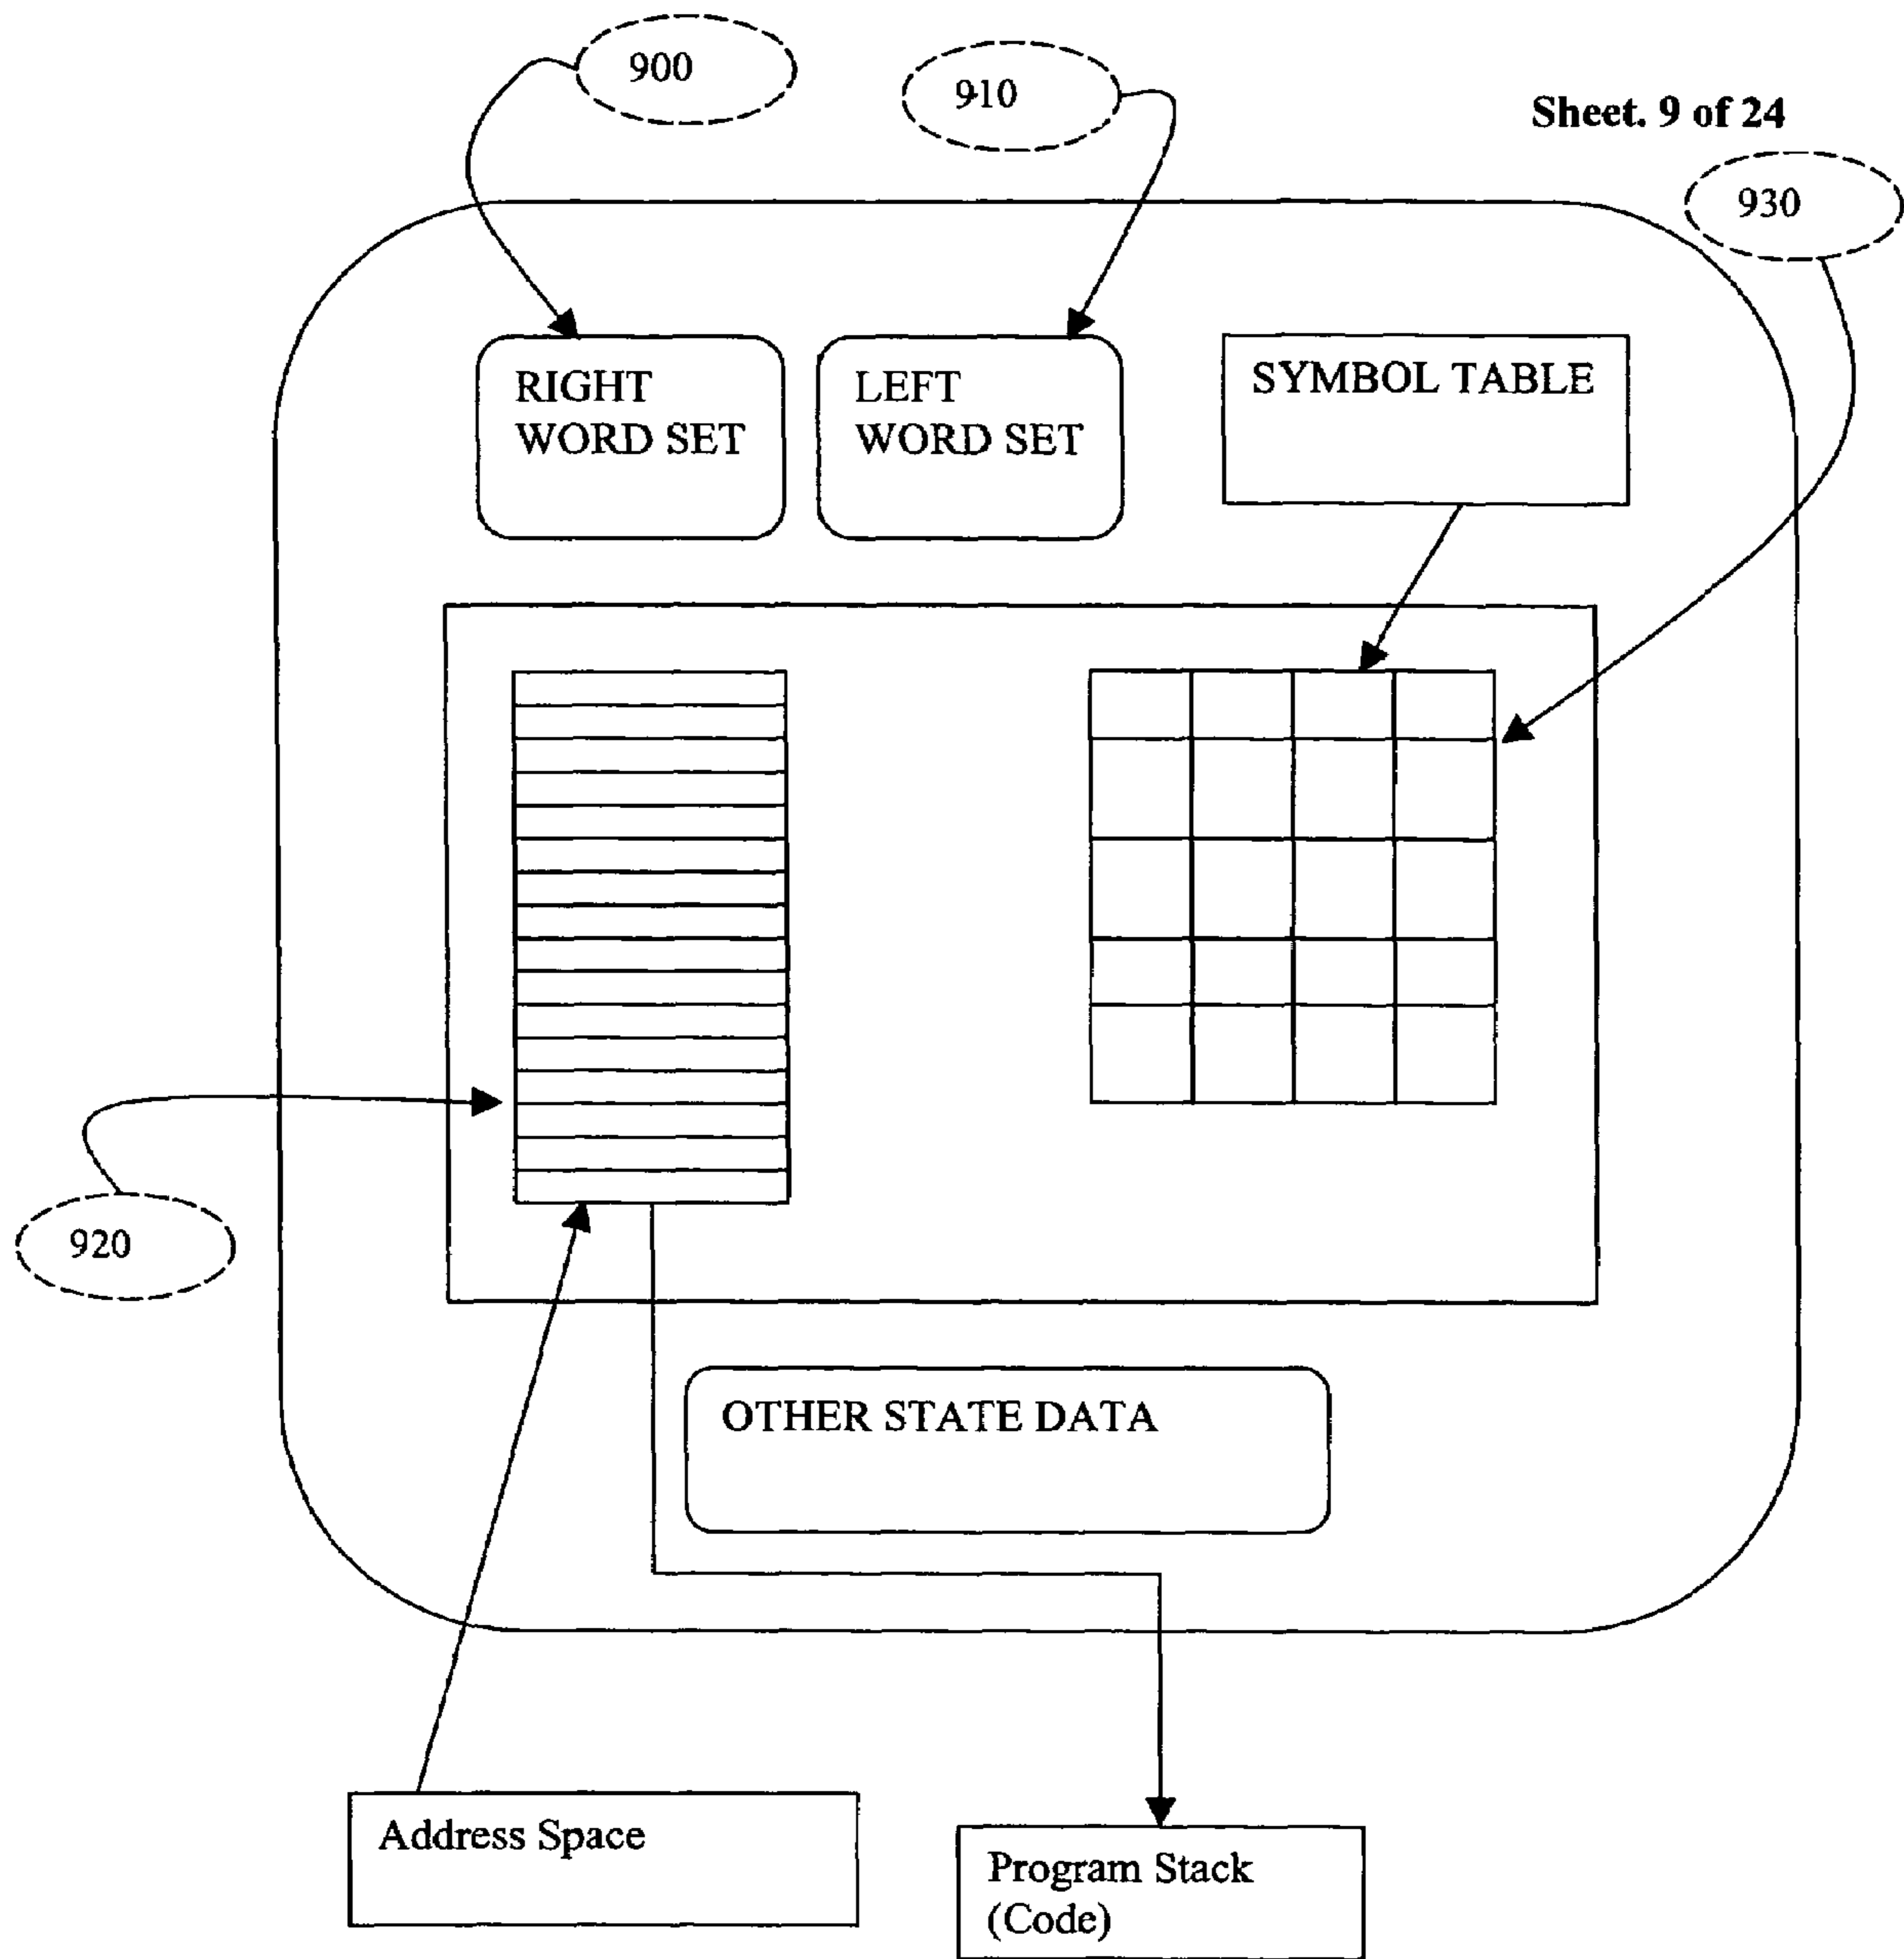 900
910
Sheet. 9 of 24
930
RIGHT
WORD SET
LEFT
WORD SET
SYMBOL TABLE
920
OTHER STATE DATA
Address Space
Program Stack
(Code)